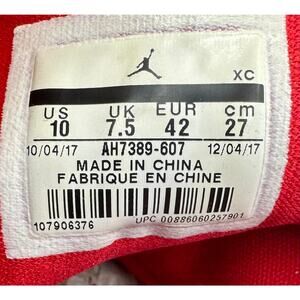 XC
US UK EUR cm
10 7.5 42 27
10/04/17 AH7389-607 12/04/17
MADE IN CHINA
FABRIQUE EN CHINE
UPC 00886060257901
107906376